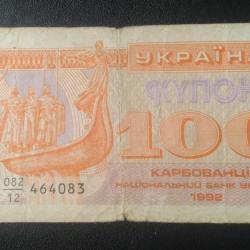 УКРАЇНА
КУПОН
100
КАРБОВАНЦІВ
НАЦІОНАЛЬНИЙ БАНК
1992
082
12
464083